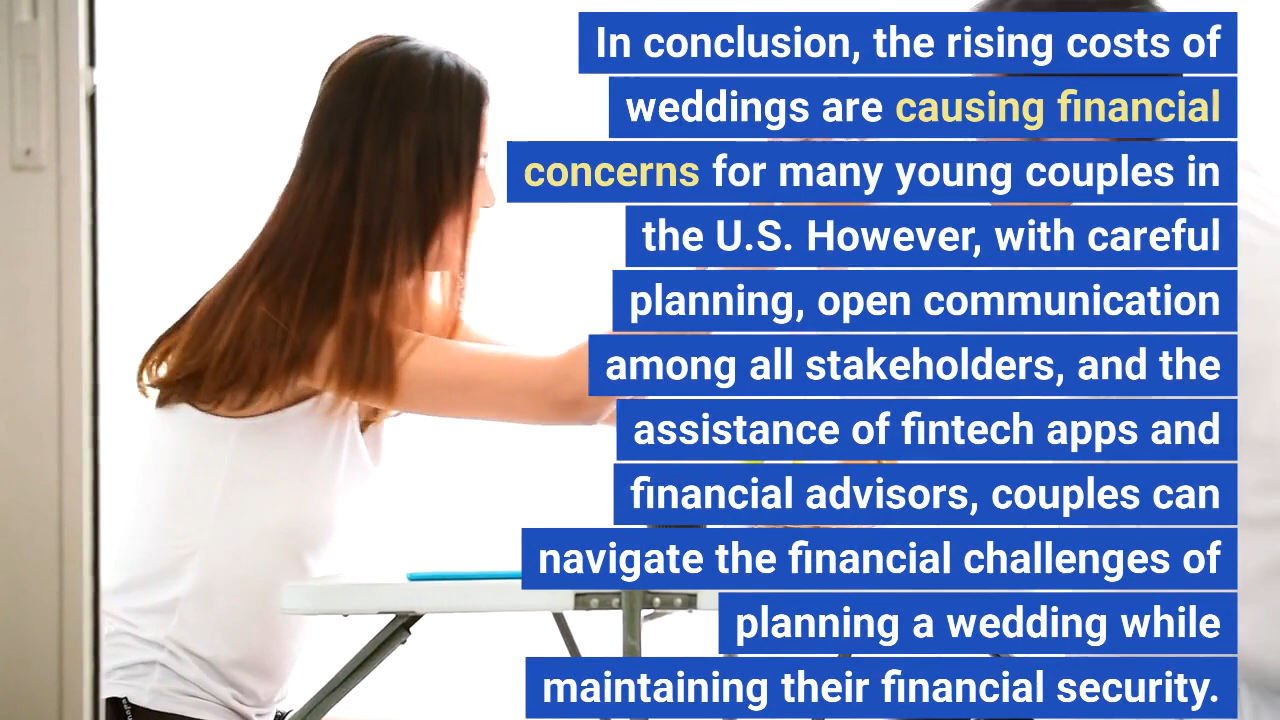 In conclusion, the rising costs of
weddings are causing financial
concerns for many young couples in
the U.S. However, with careful
planning, open communication
among all stakeholders, and the
assistance of fintech apps and
financial advisors, couples can
navigate the financial challenges of
planning a wedding while
maintaining their financial security.